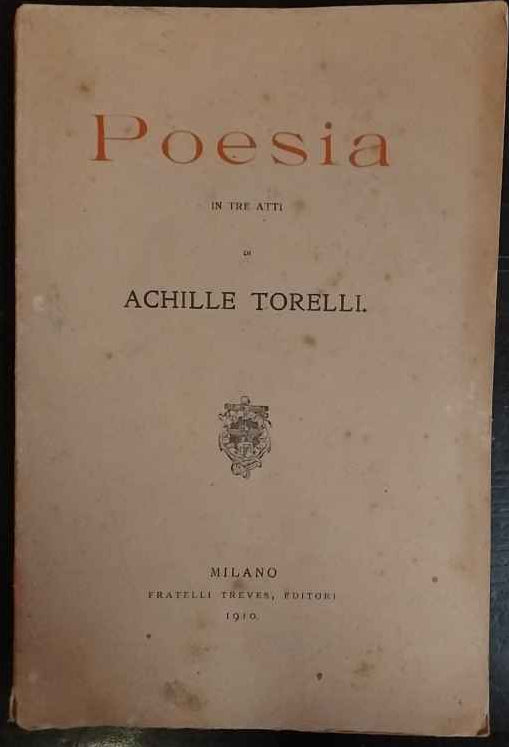 Poesia
IN TRE ATTI
DI
ACHILLE TORELLI.
MILANO
FRATELLI TREVES, EDITORI
1910.